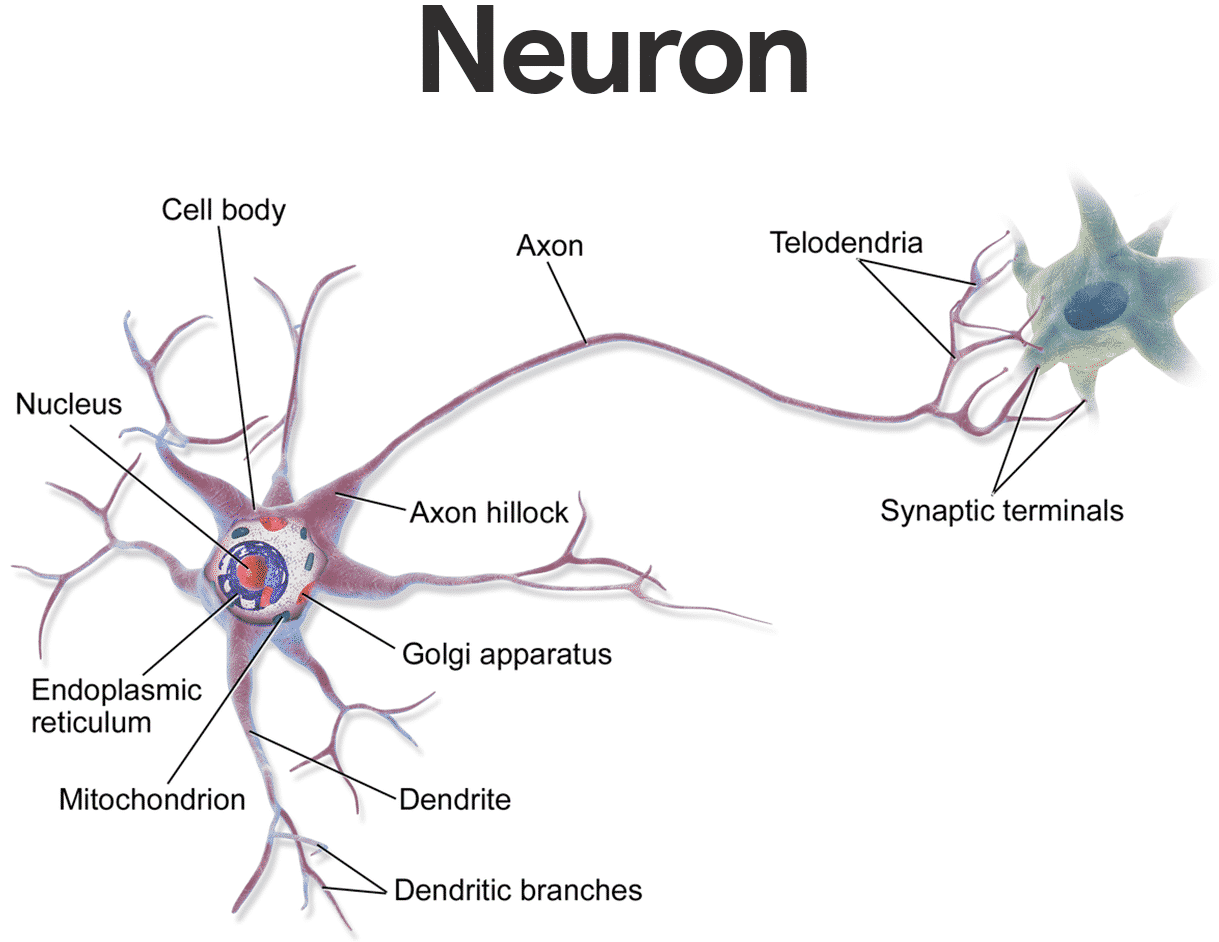 Neuron
Cell body
Axon
Telodendria
Nucleus
Axon hillock
Synaptic terminals
Golgi apparatus
Endoplasmic
reticulum
Mitochondrion
Dendrite
Dendritic branches